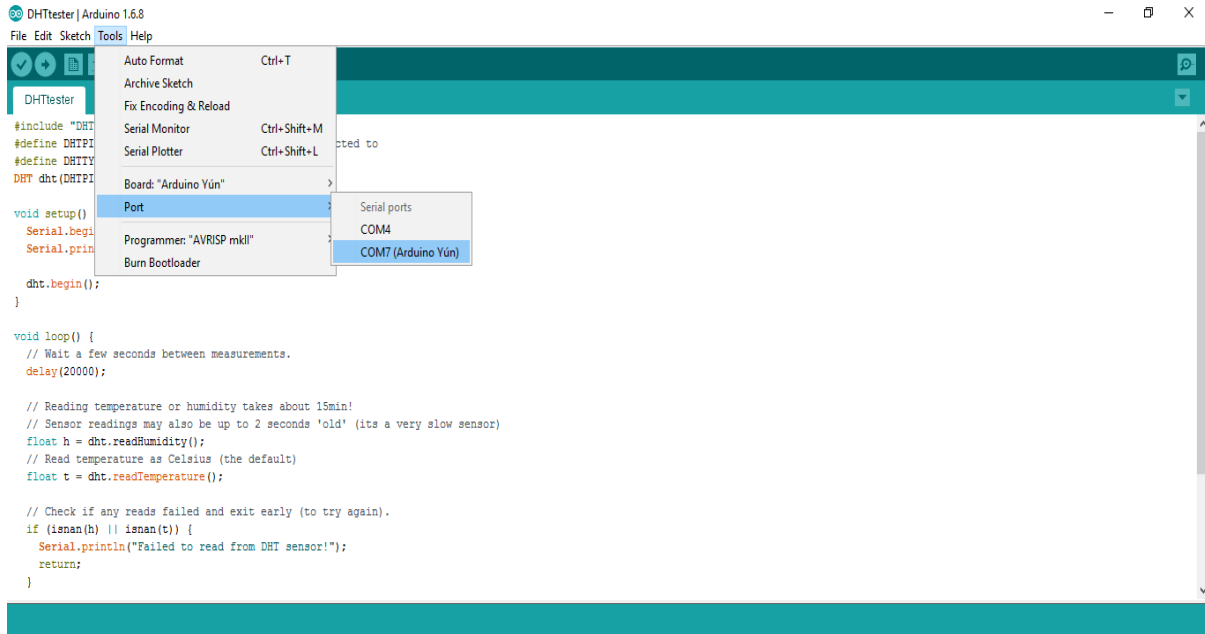 DHTtester | Arduino 1.6.8
File Edit Sketch Tools Help
DHTtester
Auto Format Ctrl+T
Archive Sketch
Fix Encoding & Reload
Serial Monitor Ctrl+Shift+M
Serial Plotter Ctrl+Shift+L
Board: "Arduino Yún"
Port
Programmer: "AVRISP mkII"
Burn Bootloader
Serial ports
COM4
COM7 (Arduino Yún)
#include "DHT
#define DHTPI cted to
#define DHTTY
DHT dht(DHTPI
void setup()
Serial.begi
Serial.prin
dht.begin();
}
void loop() {
// Wait a few seconds between measurements.
delay(20000);
// Reading temperature or humidity takes about 15min!
// Sensor readings may also be up to 2 seconds 'old' (its a very slow sensor)
float h = dht.readHumidity();
// Read temperature as Celsius (the default)
float t = dht.readTemperature();
// Check if any reads failed and exit early (to try again).
if (isnan(h) || isnan(t)) {
Serial.println("Failed to read from DHT sensor!");
return;
}